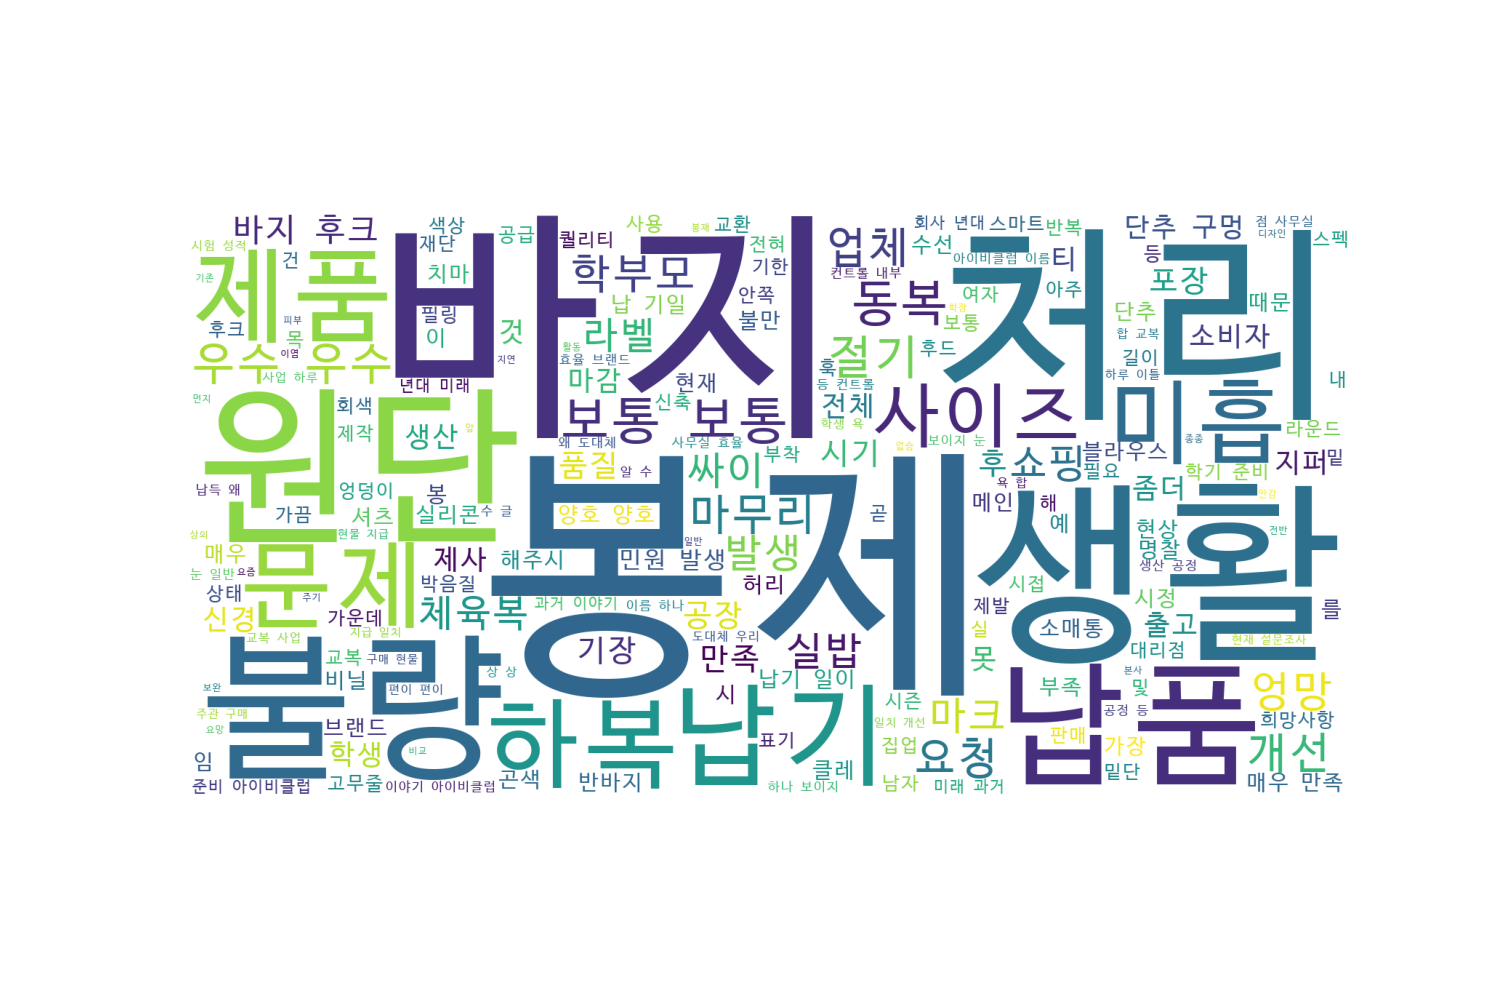 바지 후크
색상
공급
사용
봉제
교환
회사 년대
스마트
반복
단추 구멍
점 사무실
디자인
시험 성적
건
재단
퀄리티
전혀
업체
수선
아이비클럽 이름
티
등
스펙
기존
제품
바지
처리
치마
학부모
기한
컨트롤 내부
포장
필링
납 기일
안쪽
동복
여자
아주
때문
후크
피부
목
이
것
라벨
불만
확장
보통
단추
합 교복
소비자
이염
지연
활동
효율 브랜드
절기
후드
길이
우수 우수
사업 하루
년대 미래
마감
현재
훅
등 컨트롤
하루 이틀
내
먼지
회색
보통 보통
신축
전체
사이즈
미흡
원단
제작
생산
학생 욕
라운드
왜 도대체
사무실 효율
없승
보이지 눈
블라우스
종종
품질
알 수
싸이
부착
시기
후
쇼핑
필요
학기 준비
지퍼
밑
납득 왜
엉덩이
봉
욕 합
메인
해
좀더
안감
가끔
셔츠
실리콘
수 글
양호 양호
마무리
곧
예
현상
전반
상의
현물 지급
봉제
생활
매우
문제
제사
해주시
민원 발생
일반
발생
명찰
생산 공정
눈 일반
요즘
상태
주기
박음질
허리
시접
시정
신경
가운데
체육복
과거 이야기
이름 하나
공장
제발
소매통
출고
를
교복 사업
지급 일치
도대체 우리
실
대리점
현재 설문조사
불량
교복
구매 현물
기장
만족
실밥
못
보완
비닐
편이 편이
상 상
납기 일이
부족
및
본사
납품
엉망
주관 구매
요망
브랜드
하복
시
납기
시즌
일치 개선
마크
공정 등
희망사항
임
학생
비교
표기
집업
요청
판매
가장
개선
준비 아이비클럽
고무줄
이야기 아이비클럽
곤색
반바지
하나 보이지
클레
남자
미래 과거
밑단
매우 만족